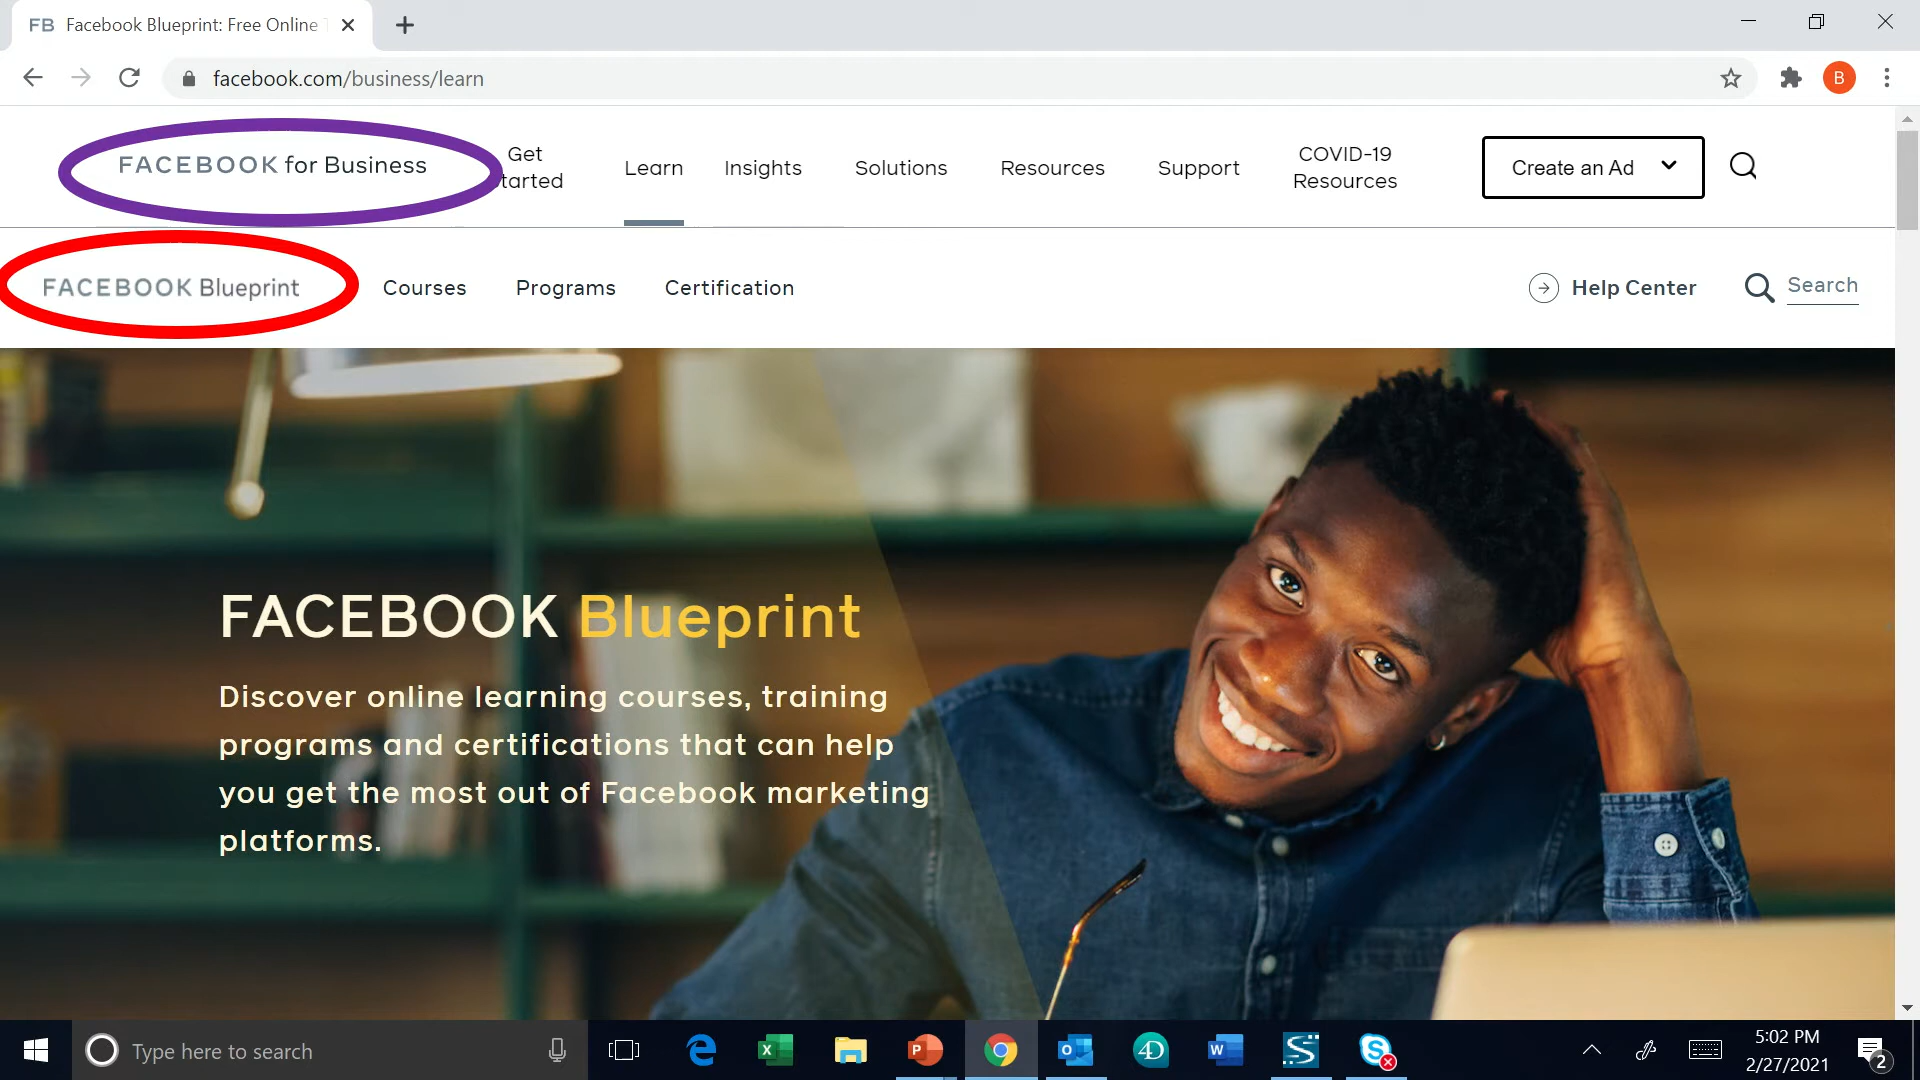 FB Facebook Blueprint: Free Online
facebook.com/business/learn
B
FACEBOOK for Business
Get
tarted
Learn
Insights
Solutions
Resources
Support
COVID-19
Resources
Create an Ad
FACEBOOK Blueprint
Courses
Programs
Certification
Help Center
Search
FACEBOOK Blueprint
Discover online learning courses, training
programs and certifications that can help
you get the most out of Facebook marketing
platforms.
Type here to search
5:02 PM
2/27/2021
2